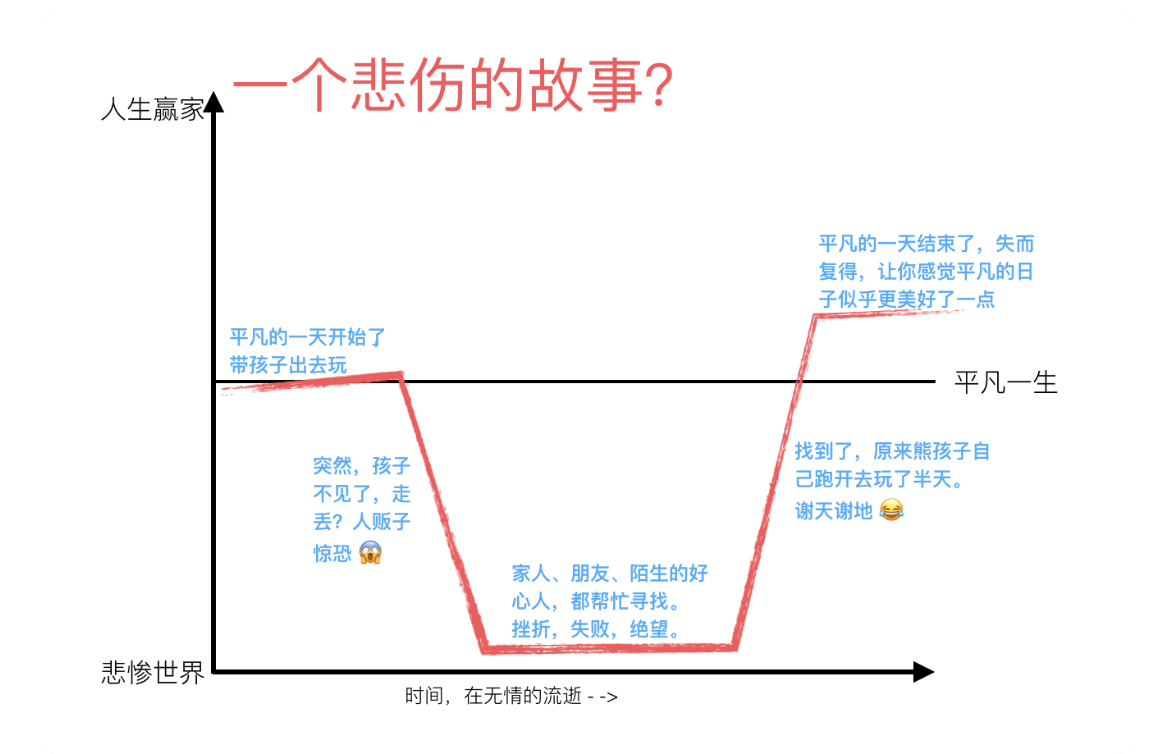 一个悲伤的故事?
人生赢家
平凡的一天结束了，失而
复得，让你感觉平凡的日
子似乎更美好了一点
平凡的一天开始了
带孩子出去玩
平凡一生
突然，孩子
不见了，走
丢？人贩子
惊恐 😱
找到了，原来熊孩子自
己跑开去玩了半天。
谢天谢地 😂
家人、朋友、陌生的好
心人，都帮忙寻找。
挫折，失败，绝望。
悲惨世界
时间，在无情的流逝 - ->